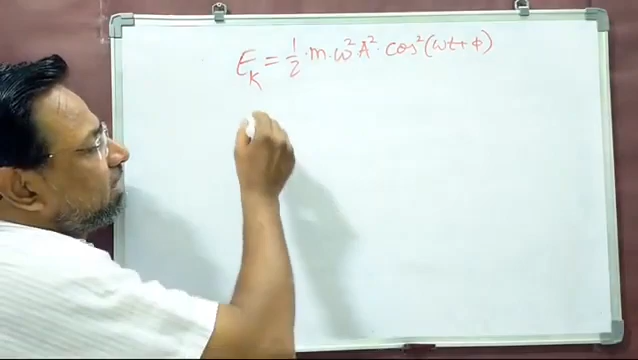 E_K = 1/2 · m · ω² A² · cos² (ωt + ϕ)